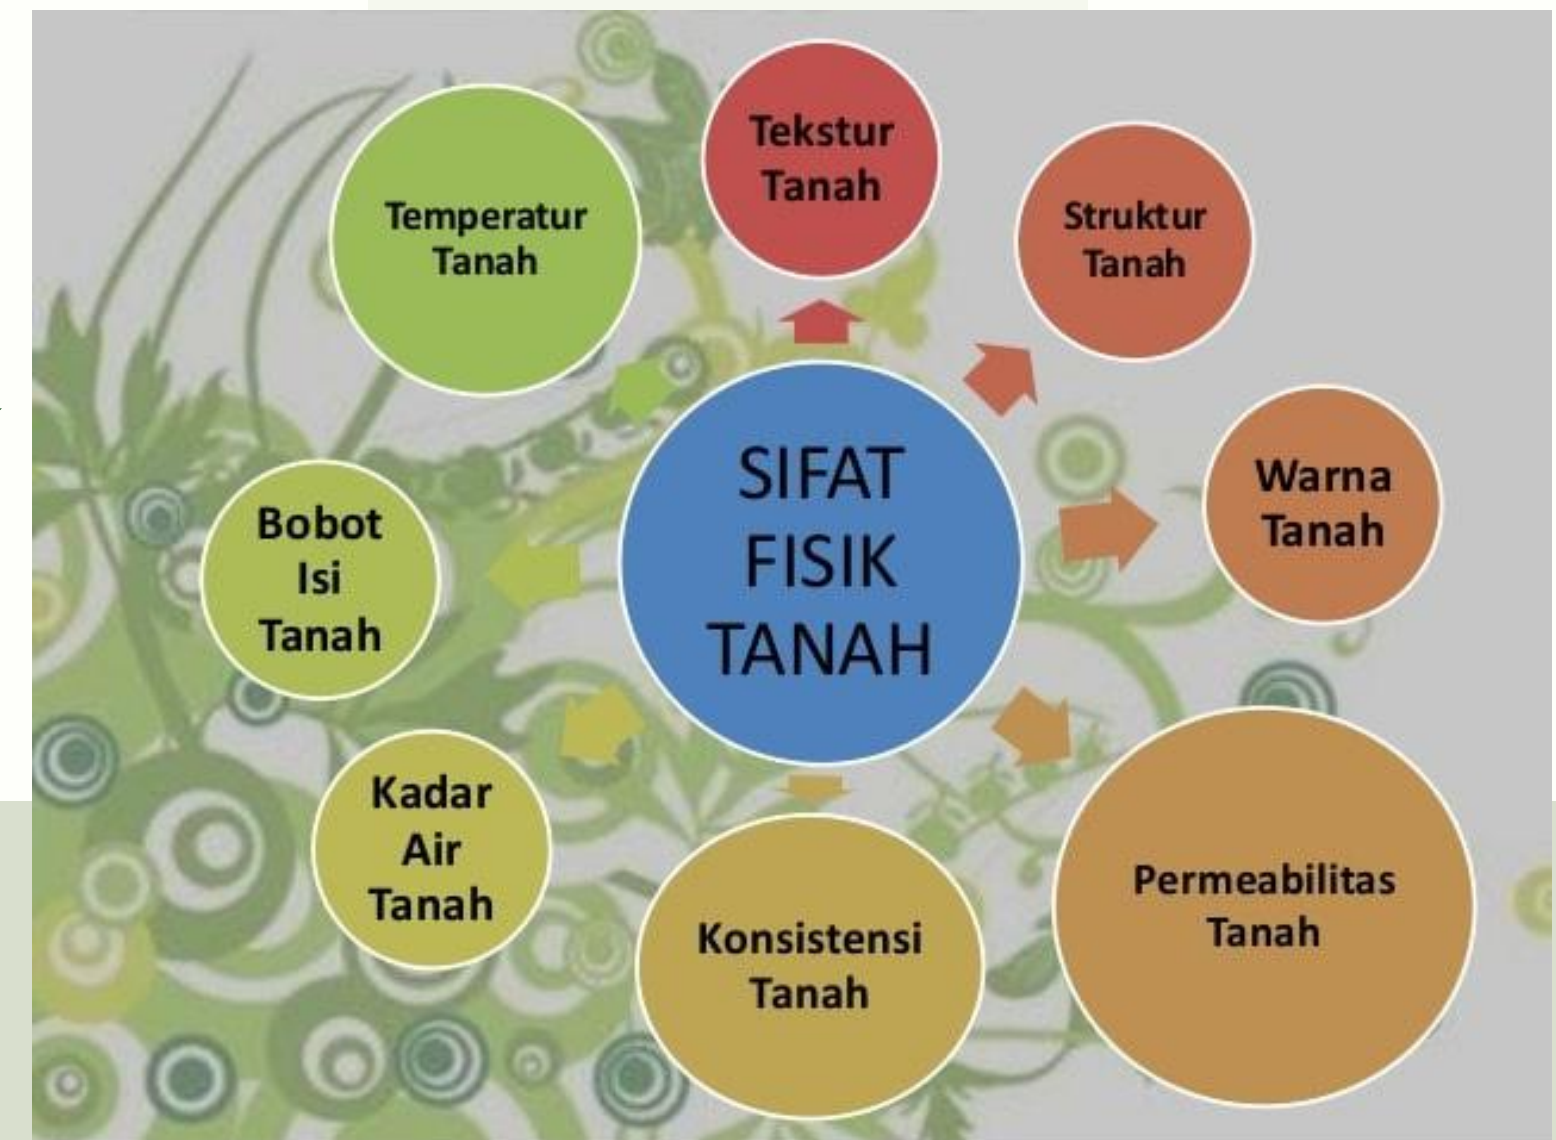 SIFAT
FISIK
TANAH
Tekstur
Tanah
Struktur
Tanah
Warna
Tanah
Permeabilitas
Tanah
Konsistensi
Tanah
Kadar
Air
Tanah
Bobot
Isi
Tanah
Temperatur
Tanah